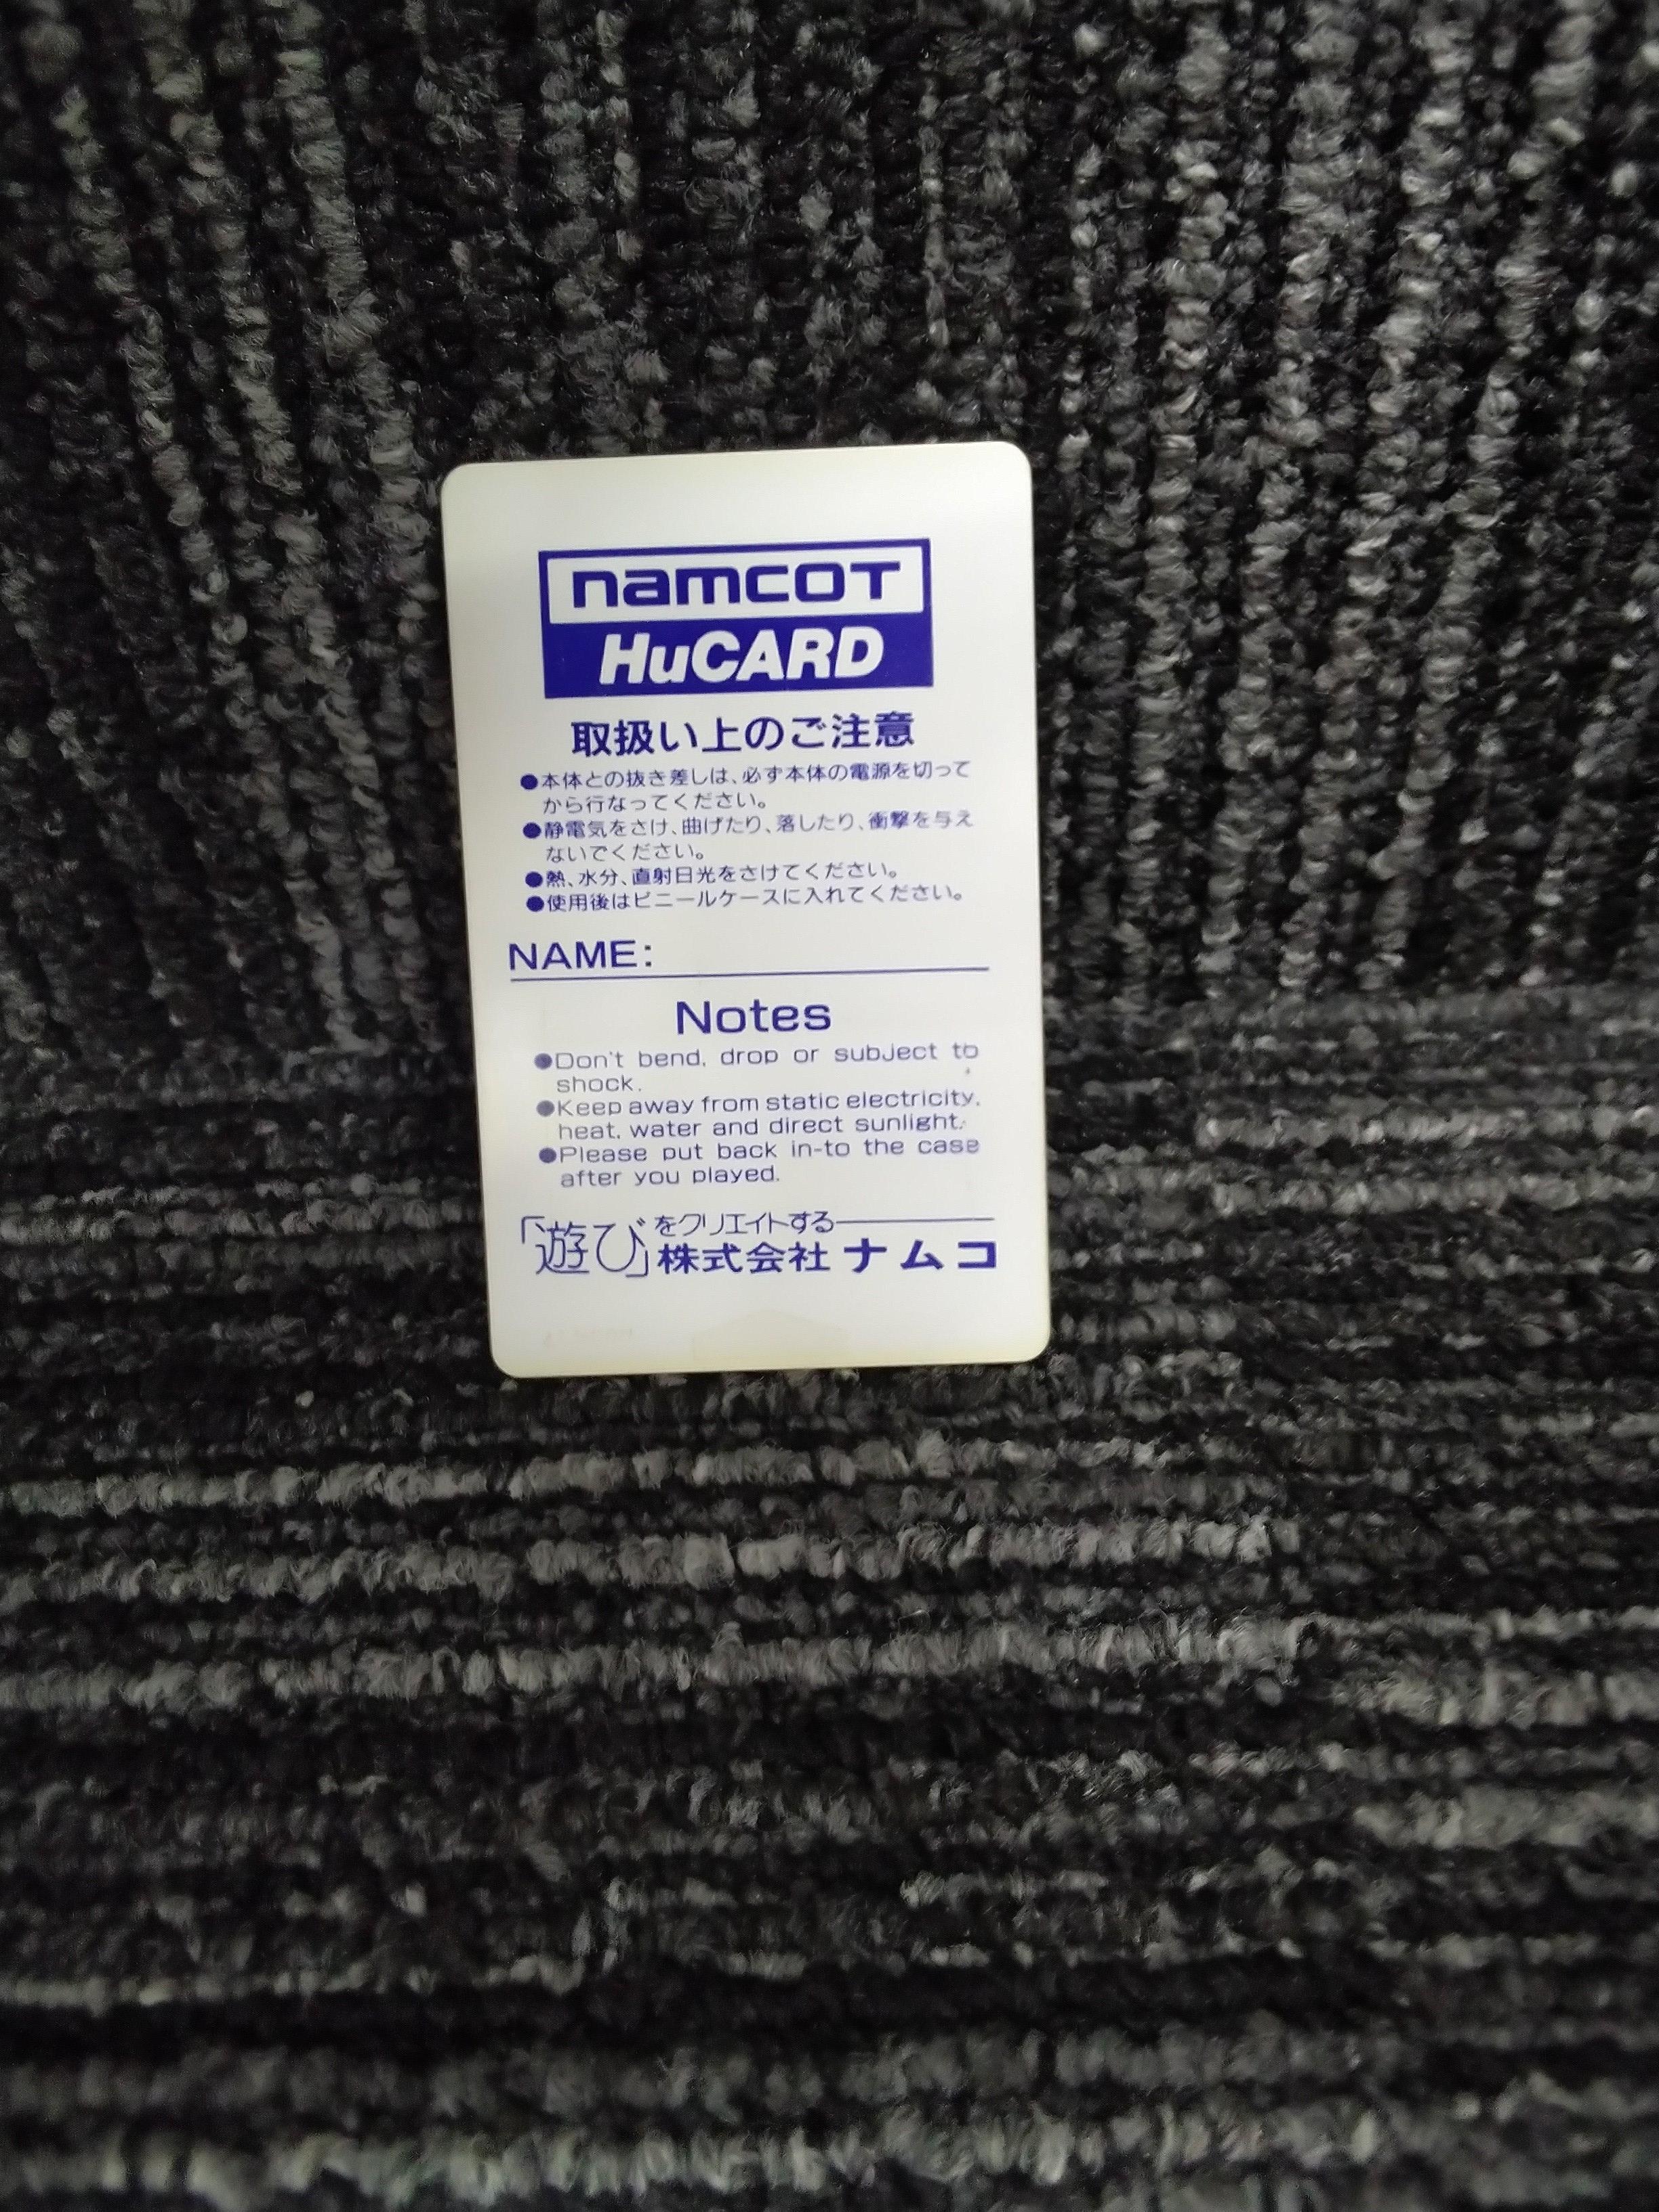 namcoT
HuCARD
取扱い上のご注意
●本体との抜き差しは、必ず本体の電源を切って
から行なってください。
●静電気をさけ、曲げたり、落したり、衝撃を与え
ないでください。
●熱、水分、直射日光をさけてください。
●使用後はビニールケースに入れてください。
NAME:
Notes
●Don't bend, drop or subject to
shock.
●Keep away from static electricity,
heat, water and direct sunlight.
●Please put back in-to the case
after you played.
「遊び」をクリエイトする
株式会社 ナムコ